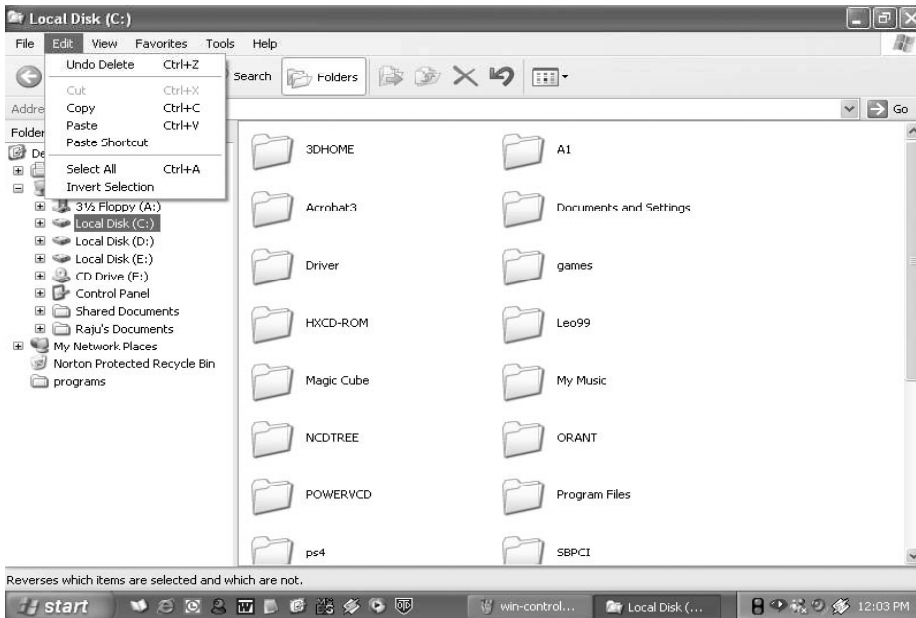 Local Disk (C:)
File Edit View Favorites Tools Help
Undo Delete Ctrl+Z
Cut Ctrl+X
Copy Ctrl+C
Paste Ctrl+V
Paste Shortcut
Select All Ctrl+A
Invert Selection
Search Folders
Addre
Go
Folder
De
3½ Floppy (A:)
Local Disk (C:)
Local Disk (D:)
Local Disk (E:)
CD Drive (F:)
Control Panel
Shared Documents
Raju's Documents
My Network Places
Norton Protected Recycle Bin
programs
3DHOME A1
Acrobat3 Documents and Settings
Driver games
HXCD-ROM Leo99
Magic Cube My Music
NCDTREE ORANT
POWERVCD Program Files
ps4 SBPCI
Reverses which items are selected and which are not.
start win-control... Local Disk (... 12:03 PM